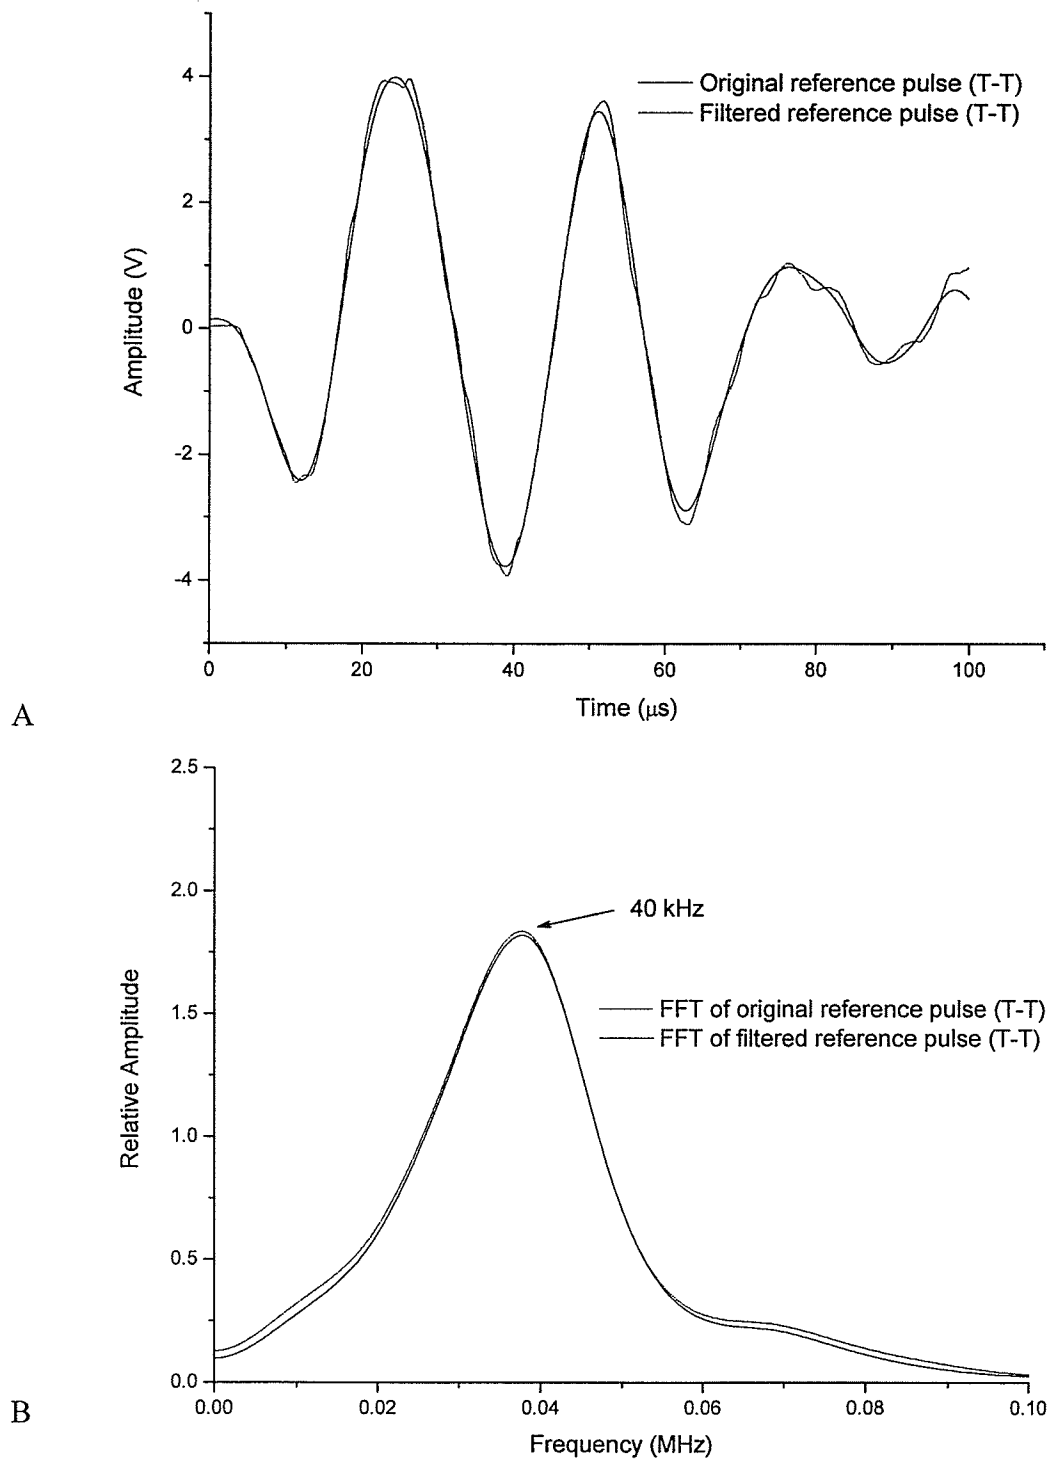 4
2
0
-2
-4
Amplitude (V)
Original reference pulse (T-T)
Filtered reference pulse (T-T)
0 20 40 60 80 100
Time (μs)
A
2.5
2.0
1.5
1.0
0.5
0.0
Relative Amplitude
40 kHz
FFT of original reference pulse (T-T)
FFT of filtered reference pulse (T-T)
0.00 0.02 0.04 0.06 0.08 0.10
Frequency (MHz)
B